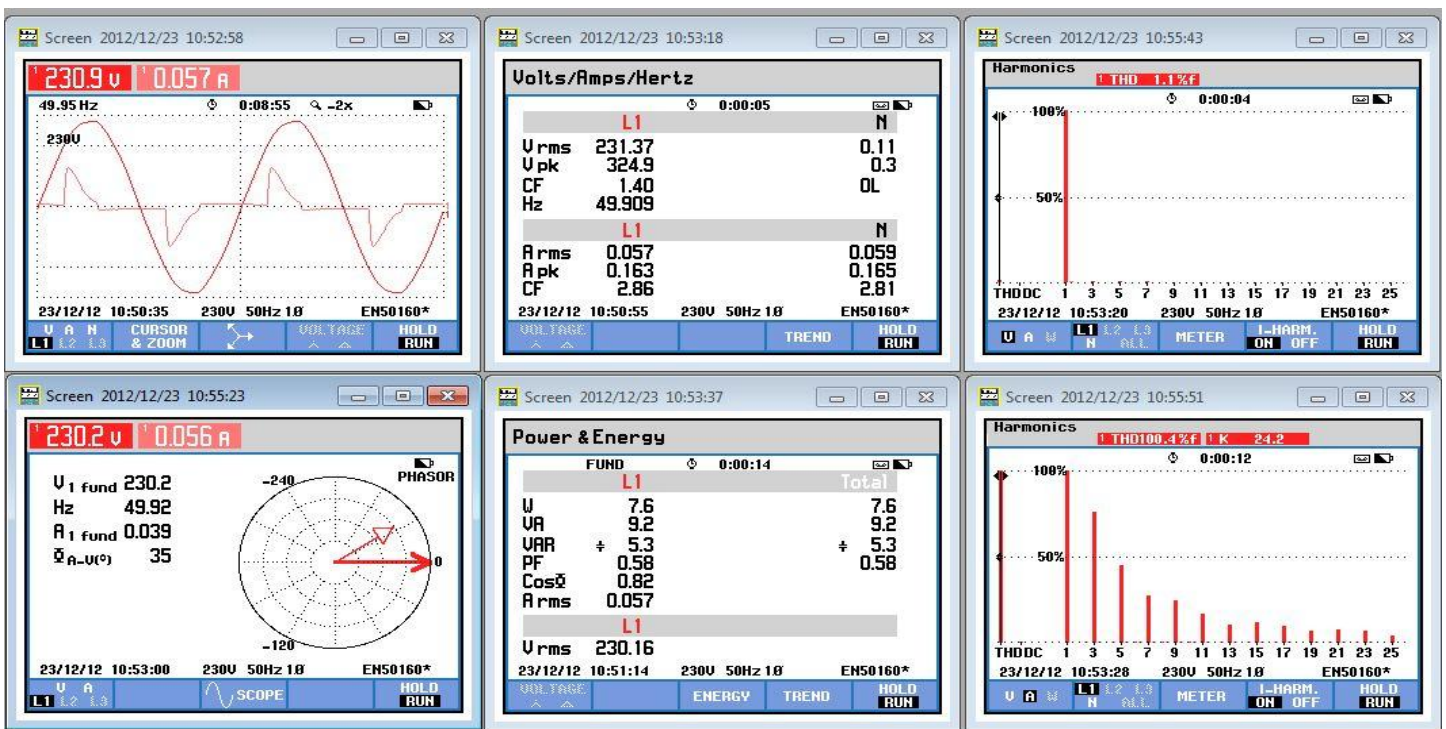 Screen 2012/12/23 10:52:58
1 230.9 V 1 0.057 A
49.95 Hz 0:08:55 -2x
230V
23/12/12 10:50:35 230V 50Hz 1Ø EN50160*
V A N CURSOR VOLTAGE HOLD
L1 L2 L3 & ZOOM RUN
Screen 2012/12/23 10:53:18
Volts/Amps/Hertz
0:00:05
L1 N
V rms 231.37 0.11
V pk 324.9 0.3
CF 1.40 OL
Hz 49.909
L1 N
A rms 0.057 0.059
A pk 0.163 0.165
CF 2.86 2.81
23/12/12 10:50:55 230V 50Hz 1Ø EN50160*
VOLTAGE TREND HOLD
RUN
Screen 2012/12/23 10:55:43
Harmonics
1 THD 1.1%f
0:00:04
100%
50%
THDDC 1 3 5 7 9 11 13 15 17 19 21 23 25
23/12/12 10:53:20 230V 50Hz 1Ø EN50160*
V A W L1 L2 L3 METER I-HARM. HOLD
N ALL ON OFF RUN
Screen 2012/12/23 10:55:23
1 230.2 V 1 0.056 A
PHASOR
V1 fund 230.2
Hz 49.92
A1 fund 0.039
Φ A-V(°) 35
-240
0
-120
23/12/12 10:53:00 230V 50Hz 1Ø EN50160*
V A SCOPE HOLD
L1 L2 L3 RUN
Screen 2012/12/23 10:53:37
Power & Energy
FUND 0:00:14
L1 Total
W 7.6 7.6
VA 9.2 9.2
VAR 5.3 5.3
PF 0.58 0.58
CosΦ 0.82
A rms 0.057
L1
V rms 230.16
23/12/12 10:51:14 230V 50Hz 1Ø EN50160*
VOLTAGE ENERGY TREND HOLD
RUN
Screen 2012/12/23 10:55:51
Harmonics
1 THD100.4%f 1 K 24.2
0:00:12
100%
50%
THDDC 1 3 5 7 9 11 13 15 17 19 21 23 25
23/12/12 10:53:28 230V 50Hz 1Ø EN50160*
V A W L1 L2 L3 METER I-HARM. HOLD
N ALL ON OFF RUN